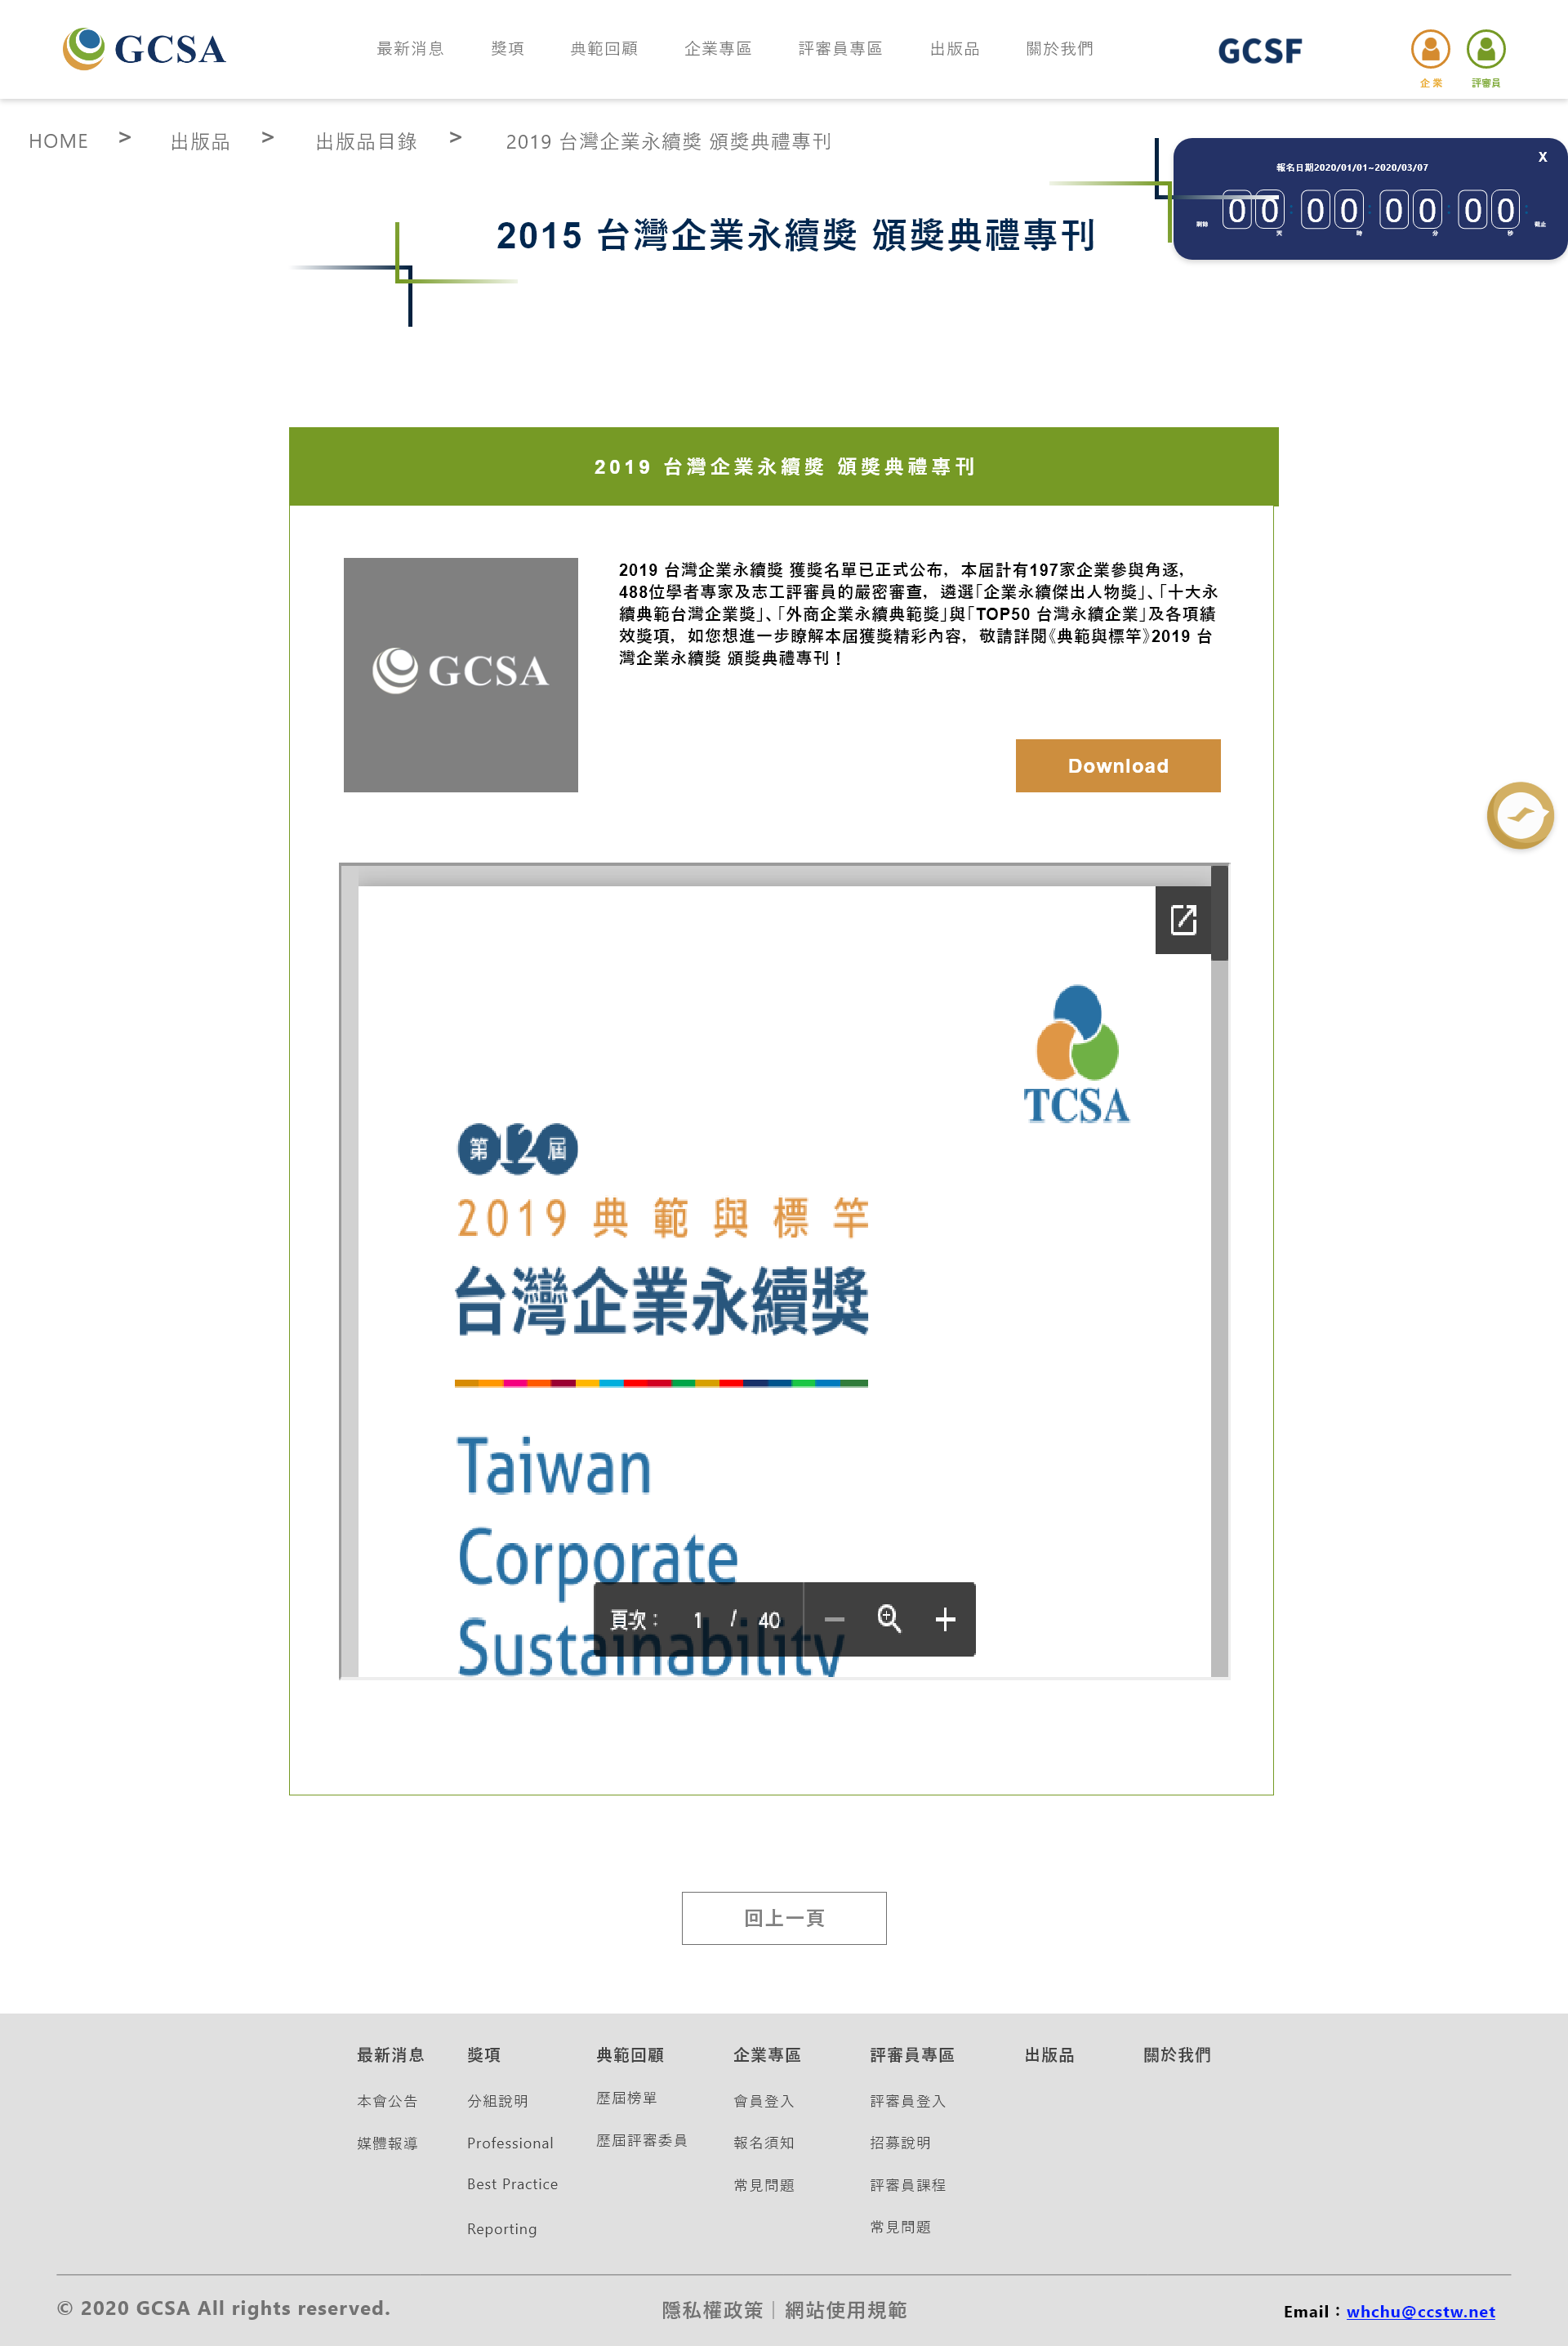 GCSA
最新消息 獎項 典範回顧 企業專區 評審員專區 出版品 關於我們
GCSF
企業 評審員
HOME > 出版品 > 出版品目錄 > 2019 台灣企業永續獎 頒獎典禮專刊
X
報名日期2020/01/01~2020/03/07
剩餘 00 天 : 00 時 : 00 分 : 00 秒 : 截止
2015 台灣企業永續獎 頒獎典禮專刊
2019 台灣企業永續獎 頒獎典禮專刊
GCSA
2019 台灣企業永續獎 獲獎名單已正式公布，本屆計有197家企業參與角逐，
488位學者專家及志工評審員的嚴密審查，遴選「企業永續傑出人物獎」、「十大永
續典範台灣企業獎」、「外商企業永續典範獎」與「TOP50 台灣永續企業」及各項績
效獎項，如您想進一步瞭解本屆獲獎精彩內容，敬請詳閱《典範與標竿》2019 台
灣企業永續獎 頒獎典禮專刊！
Download
TCSA
第12屆
2019 典範與標竿
台灣企業永續獎
Taiwan
Corporate
Sustainability
頁次： 1 / 40
回上一頁
最新消息 獎項 典範回顧 企業專區 評審員專區 出版品 關於我們
本會公告 分組說明 歷屆榜單 會員登入 評審員登入
媒體報導 Professional 歷屆評審委員 報名須知 招募說明
Best Practice 常見問題 評審員課程
Reporting 常見問題
© 2020 GCSA All rights reserved.
隱私權政策｜網站使用規範
Email：whchu@ccstw.net